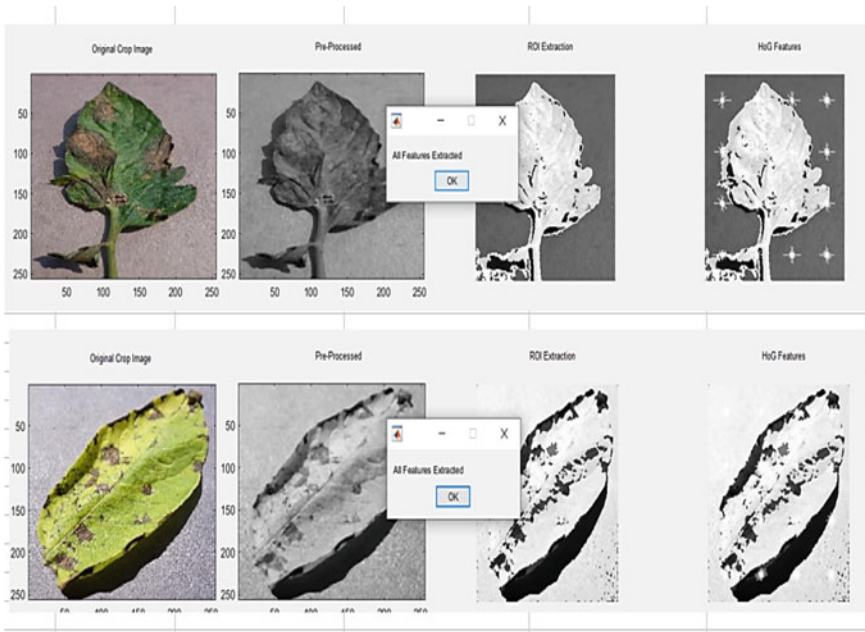 Original Crop Image
Pre-Processed
ROI Extraction
HoG Features
50
100
150
200
250
50 100 150 200 250
50 100 150 200 250
All Features Extracted
OK
Original Crop Image
Pre-Processed
ROI Extraction
HoG Features
50
100
150
200
250
50 100 150 200 250
50 100 150 200 250
All Features Extracted
OK